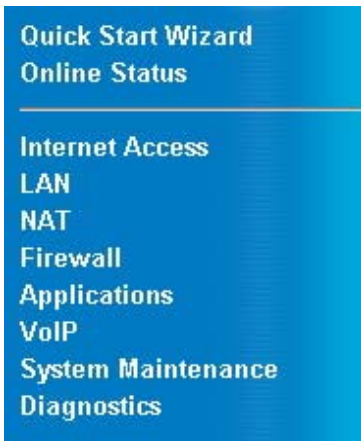 Quick Start Wizard
Online Status
Internet Access
LAN
NAT
Firewall
Applications
VoIP
System Maintenance
Diagnostics